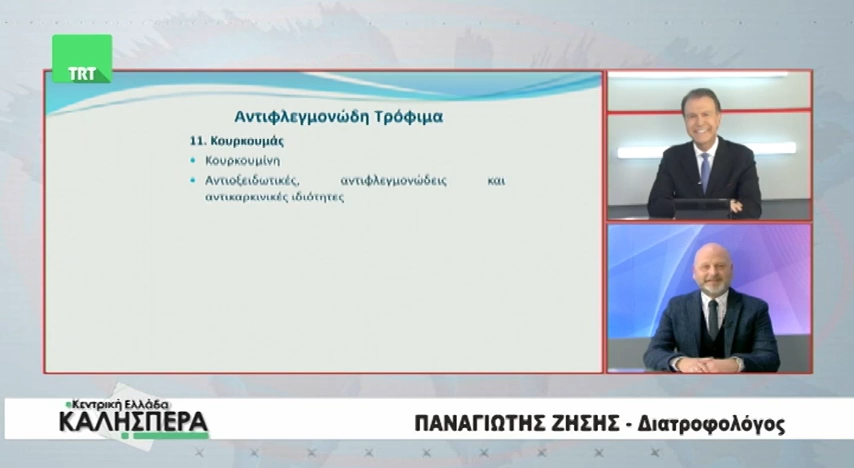 TRT
Αντιφλεγμονώδη Τρόφιμα
11. Κουρκουμάς
• Κουρκουμίνη
• Αντιοξειδωτικές, αντιφλεγμονώδεις και
αντικαρκινικές ιδιότητες
Κεντρική Ελλάδα
ΚΑΛΗΣΠΕΡΑ
ΠΑΝΑΓΙΩΤΗΣ ΖΗΣΗΣ - Διατροφολόγος